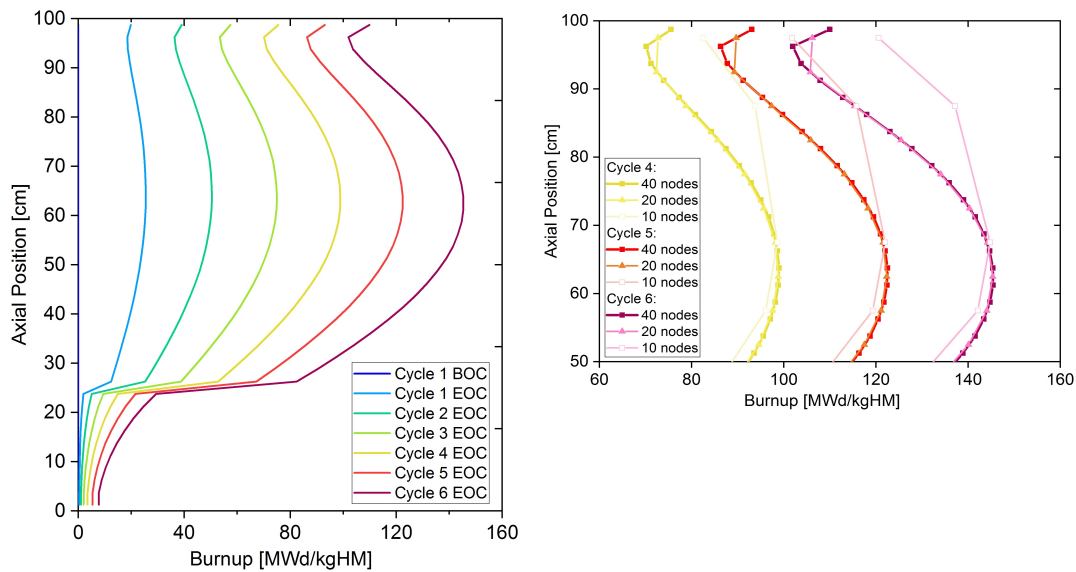 100
90
80
70
60
50
40
30
20
10
0
Axial Position [cm]
0 40 80 120 160
Burnup [MWd/kgHM]
Cycle 1 BOC
Cycle 1 EOC
Cycle 2 EOC
Cycle 3 EOC
Cycle 4 EOC
Cycle 5 EOC
Cycle 6 EOC
100
90
80
70
60
50
Axial Position [cm]
60 80 100 120 140 160
Burnup [MWd/kgHM]
Cycle 4:
40 nodes
20 nodes
10 nodes
Cycle 5:
40 nodes
20 nodes
10 nodes
Cycle 6:
40 nodes
20 nodes
10 nodes